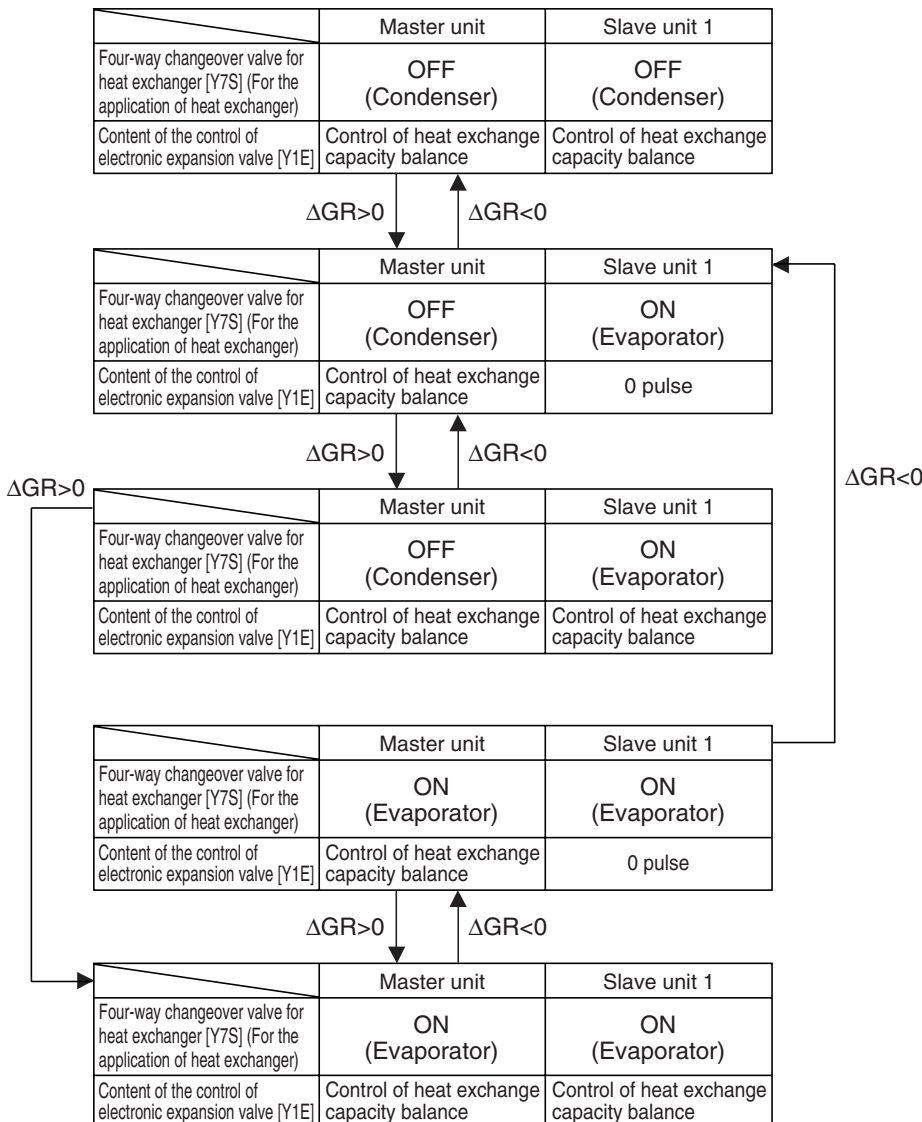 Master unit Slave unit 1
Four-way changeover valve for
heat exchanger [Y7S] (For the
application of heat exchanger)
OFF
(Condenser)
OFF
(Condenser)
Content of the control of
electronic expansion valve [Y1E]
Control of heat exchange
capacity balance
Control of heat exchange
capacity balance
ΔGR>0 ΔGR<0
Master unit Slave unit 1
Four-way changeover valve for
heat exchanger [Y7S] (For the
application of heat exchanger)
OFF
(Condenser)
ON
(Evaporator)
Content of the control of
electronic expansion valve [Y1E]
Control of heat exchange
capacity balance
0 pulse
ΔGR>0 ΔGR<0
ΔGR>0
ΔGR<0
Master unit Slave unit 1
Four-way changeover valve for
heat exchanger [Y7S] (For the
application of heat exchanger)
OFF
(Condenser)
ON
(Evaporator)
Content of the control of
electronic expansion valve [Y1E]
Control of heat exchange
capacity balance
Control of heat exchange
capacity balance
Master unit Slave unit 1
Four-way changeover valve for
heat exchanger [Y7S] (For the
application of heat exchanger)
ON
(Evaporator)
ON
(Evaporator)
Content of the control of
electronic expansion valve [Y1E]
Control of heat exchange
capacity balance
0 pulse
ΔGR>0 ΔGR<0
Master unit Slave unit 1
Four-way changeover valve for
heat exchanger [Y7S] (For the
application of heat exchanger)
ON
(Evaporator)
ON
(Evaporator)
Content of the control of
electronic expansion valve [Y1E]
Control of heat exchange
capacity balance
Control of heat exchange
capacity balance